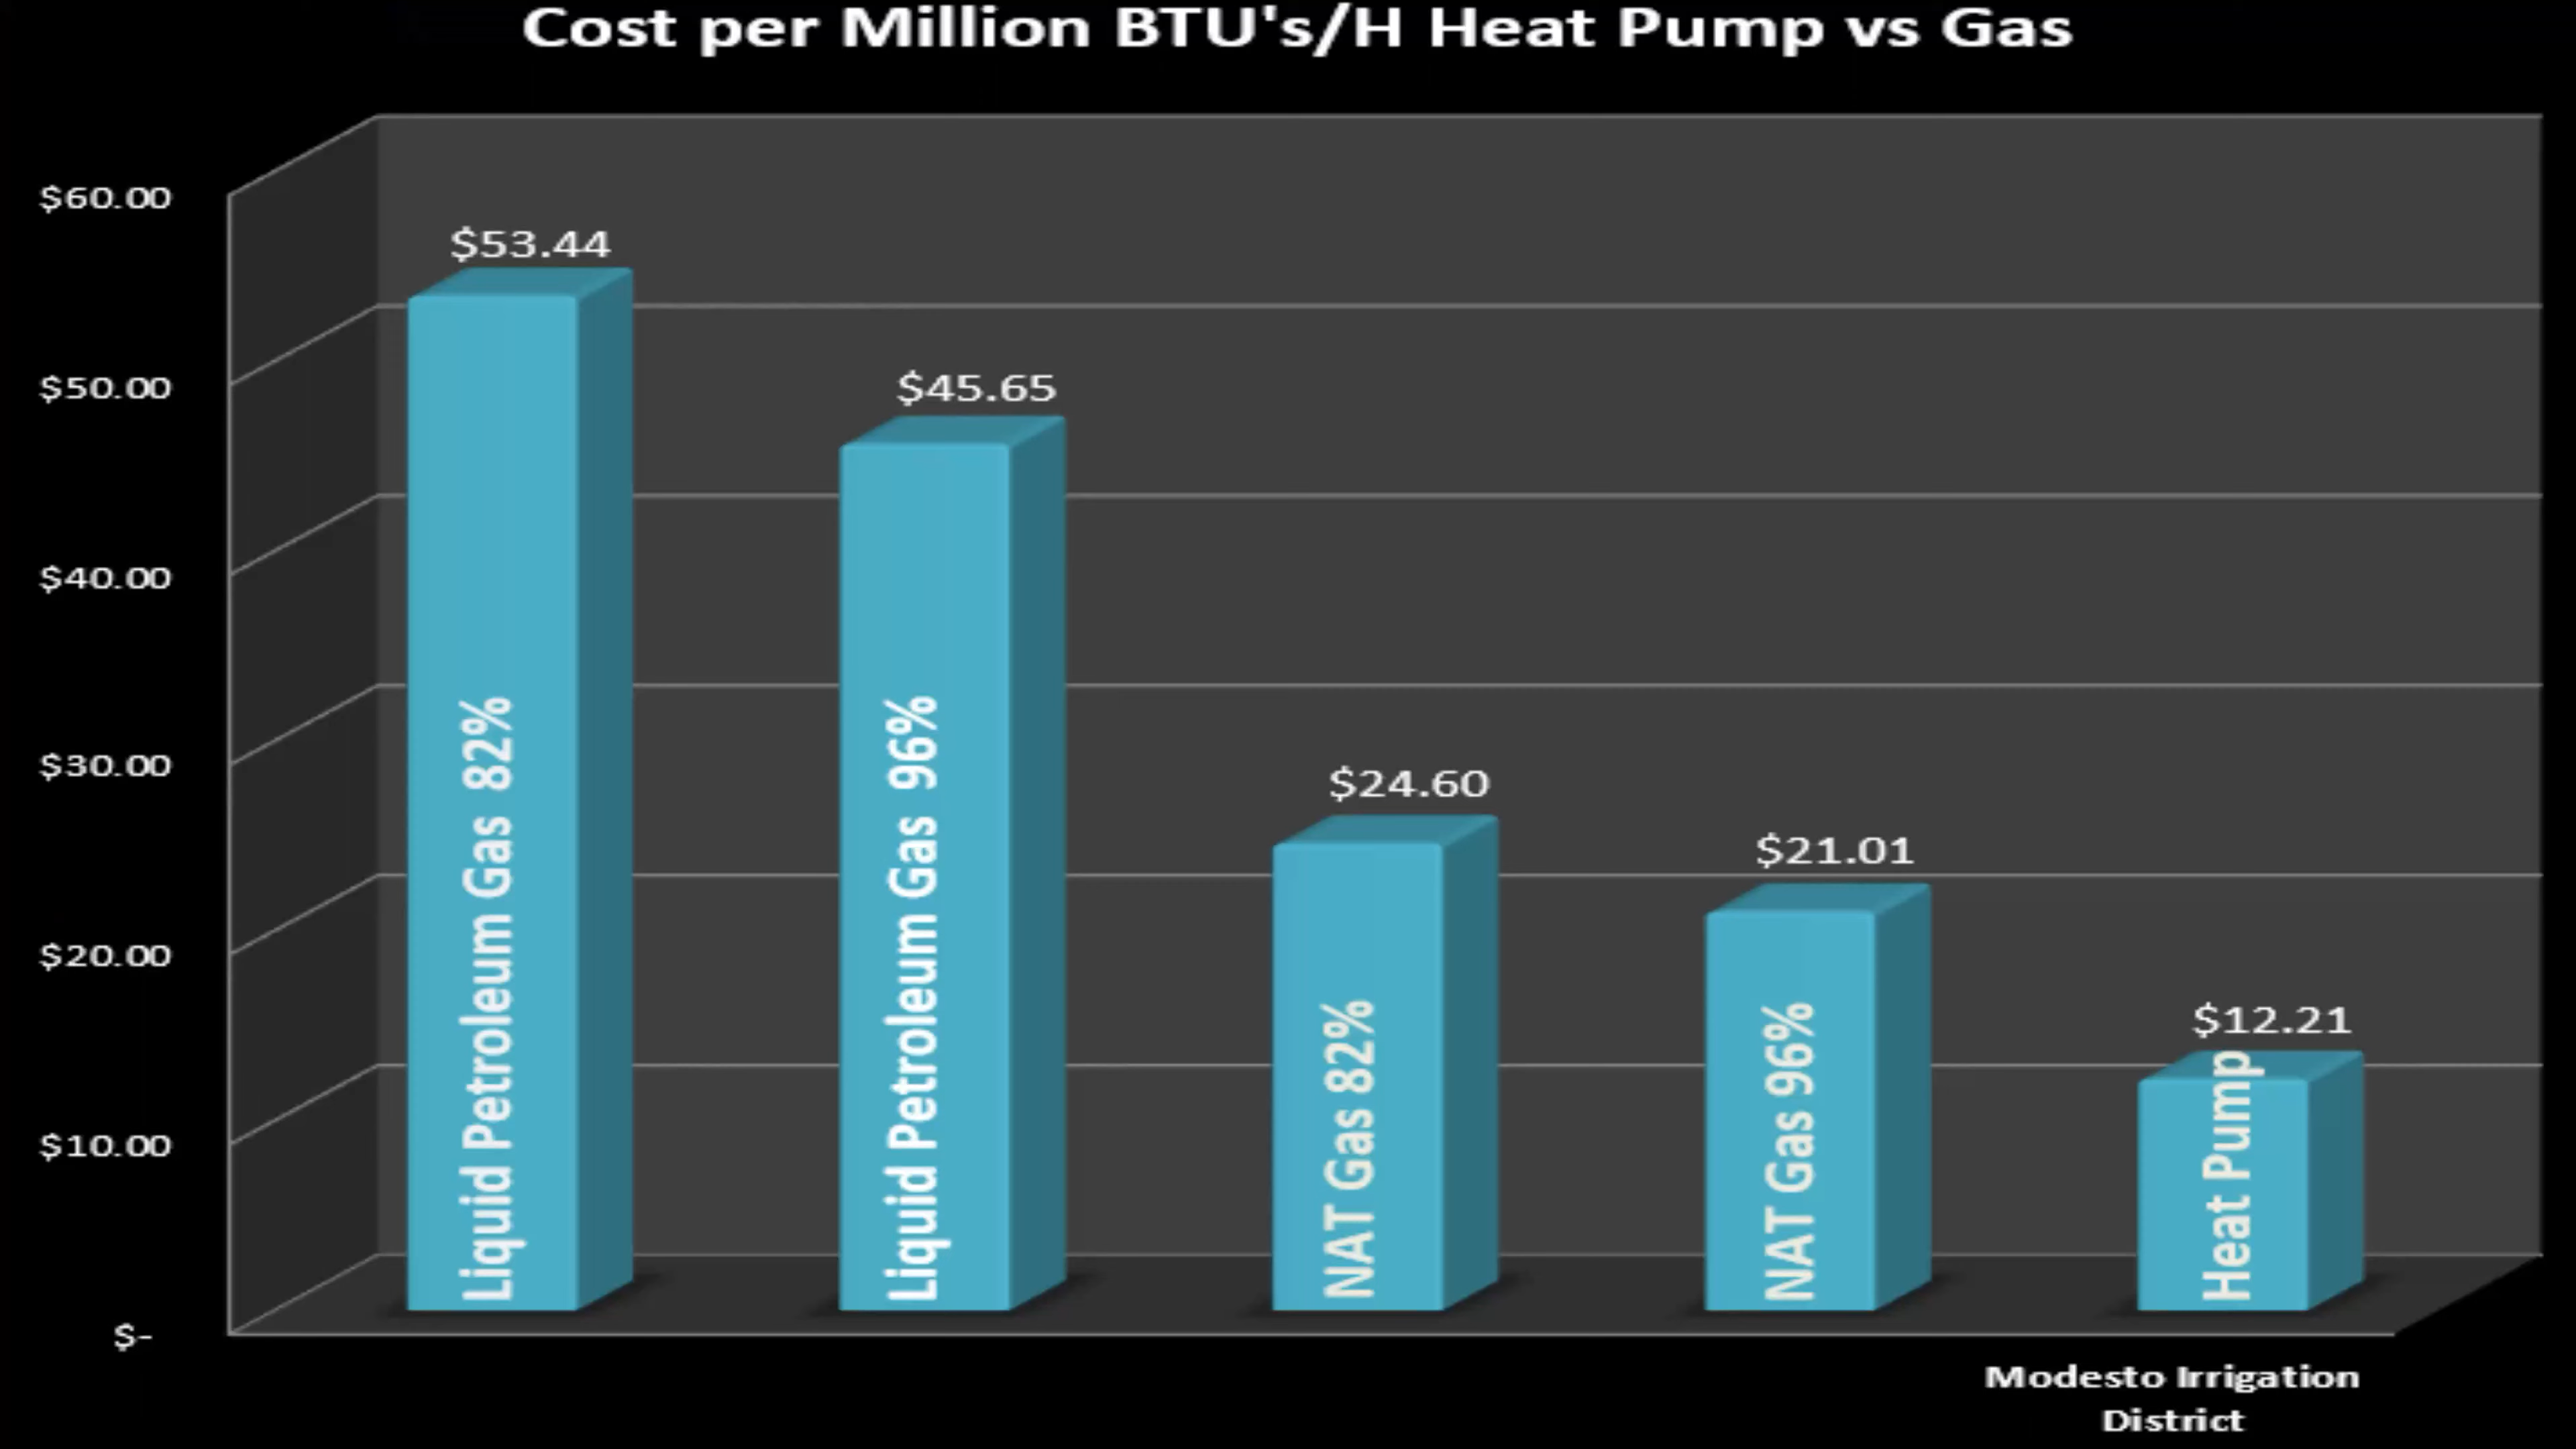 Cost per Million BTU's/H Heat Pump vs Gas
$60.00
$50.00
$40.00
$30.00
$20.00
$10.00
$-
$53.44
$45.65
$24.60
$21.01
$12.21
Liquid Petroleum Gas 82%
Liquid Petroleum Gas 96%
NAT Gas 82%
NAT Gas 96%
Heat Pump
Modesto Irrigation
District